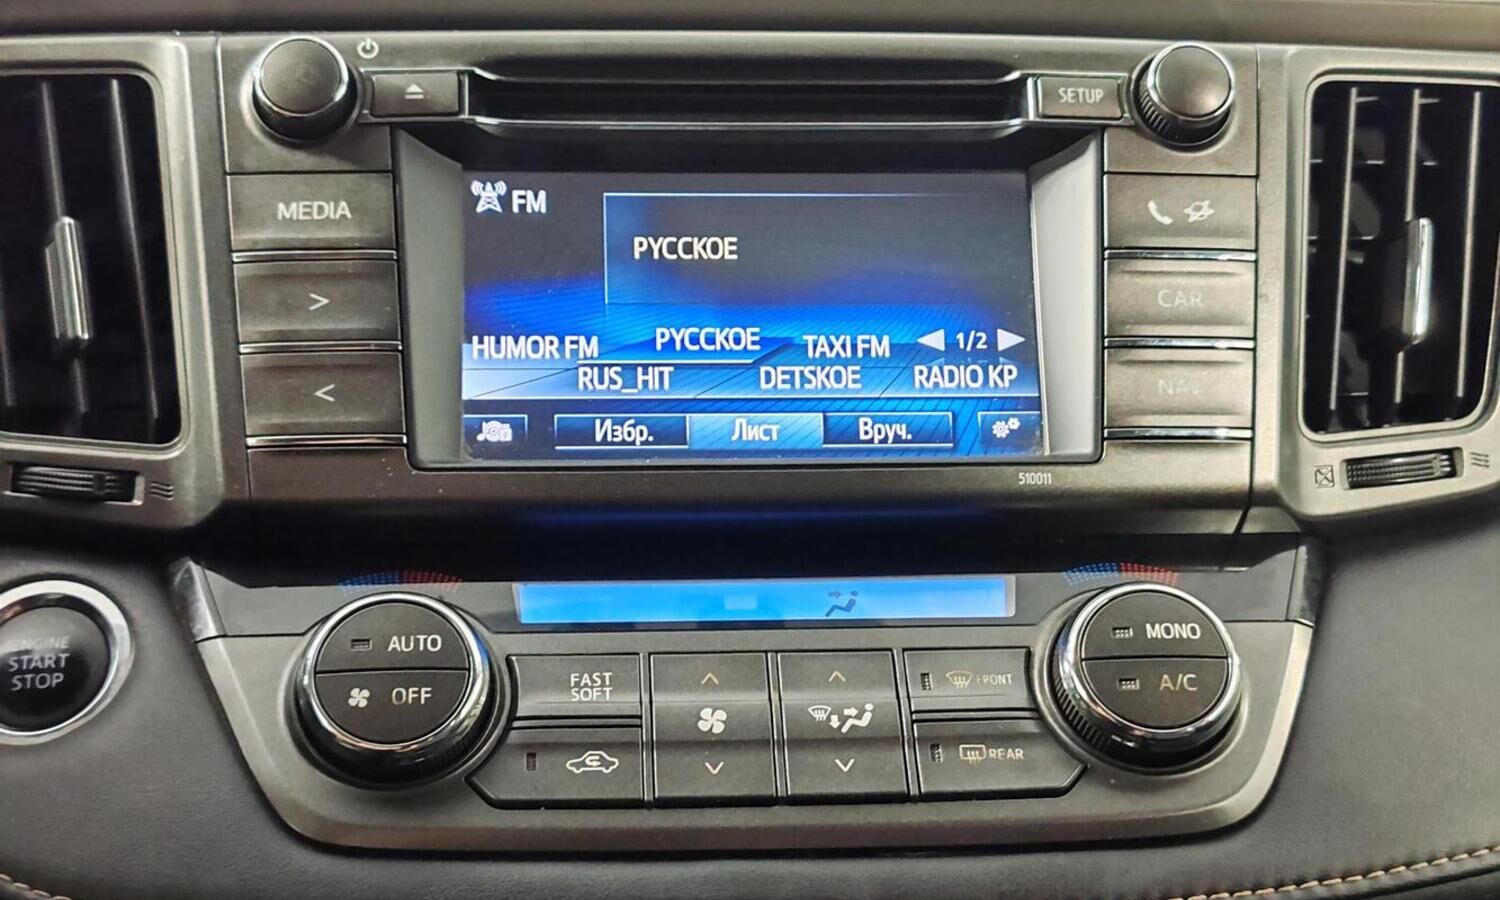 SETUP
MEDIA
FM
РУССКОЕ
>
CAR
HUMOR FM РУССКОЕ TAXI FM 1/2
RUS_HIT DETSKOE RADIO KP
<
NAV
Избр. Лист Вруч.
510011
ENGINE
START
STOP
AUTO
OFF
FAST
SOFT
FRONT
REAR
MONO
A/C